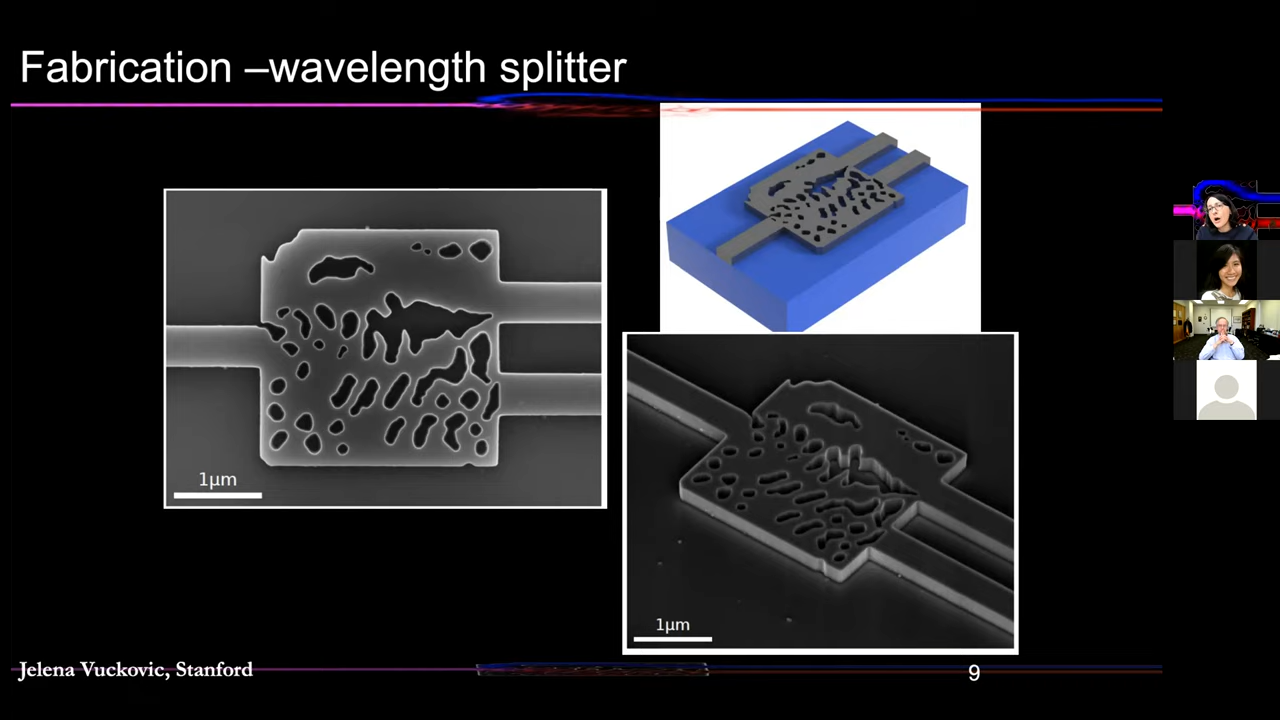 Fabrication –wavelength splitter
1µm
1µm
Jelena Vuckovic, Stanford
9